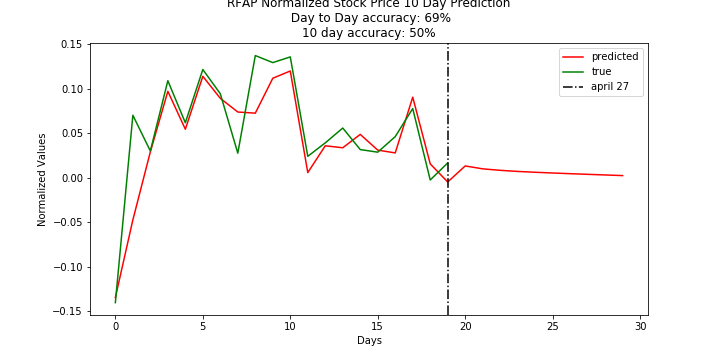 RFAP Normalized Stock Price 10 Day Prediction
Day to Day accuracy: 69%
10 day accuracy: 50%
predicted
true
april 27
Normalized Values
0.15
0.10
0.05
0.00
−0.05
−0.10
−0.15
0 5 10 15 20 25 30
Days